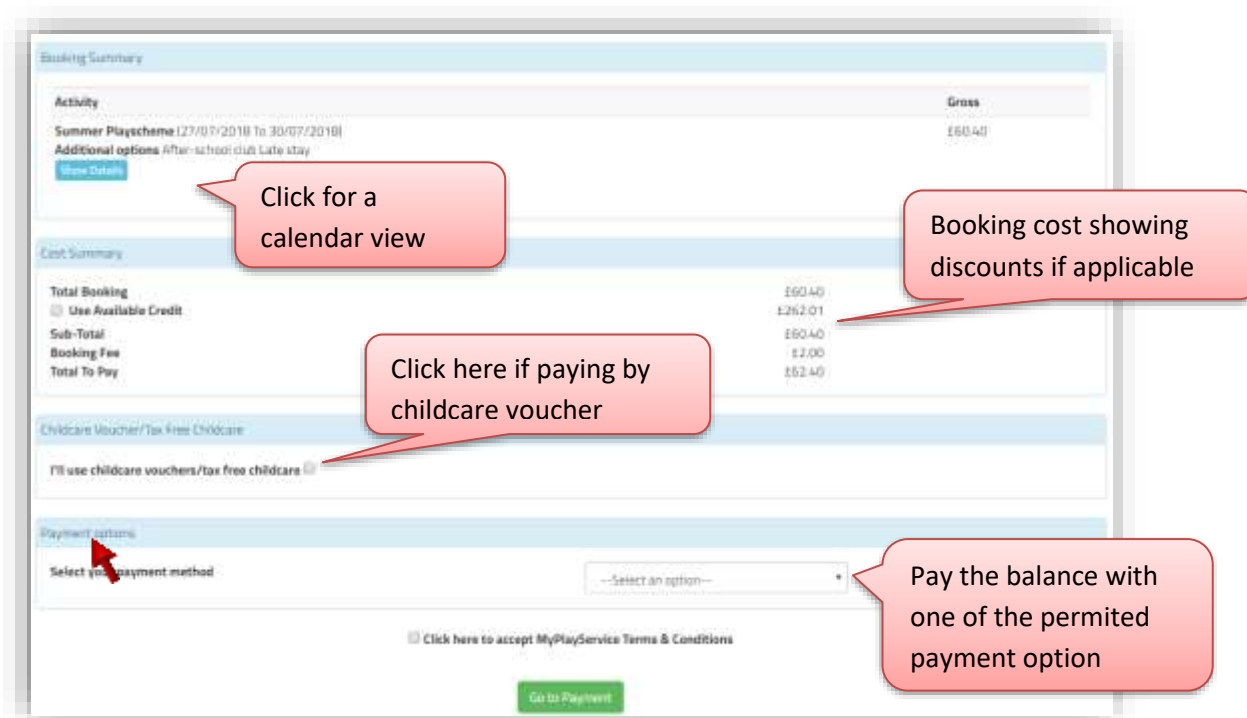 Booking Summary
Activity Gross
Summer Playscheme (27/07/2018 To 30/07/2018) £60.40
Additional options After-school club Late stay
Show Details
Click for a
calendar view
Booking cost showing
discounts if applicable
Cost Summary
Total Booking £60.40
Use Available Credit £262.01
Sub-Total £60.40
Booking Fee £2.00
Total To Pay £62.40
Click here if paying by
childcare voucher
Childcare Voucher/Tax Free Childcare
I'll use childcare vouchers/tax free childcare
Payment options
Select your payment method
--Select an option--
Pay the balance with
one of the permited
payment option
Click here to accept MyPlayService Terms & Conditions
Go to Payment